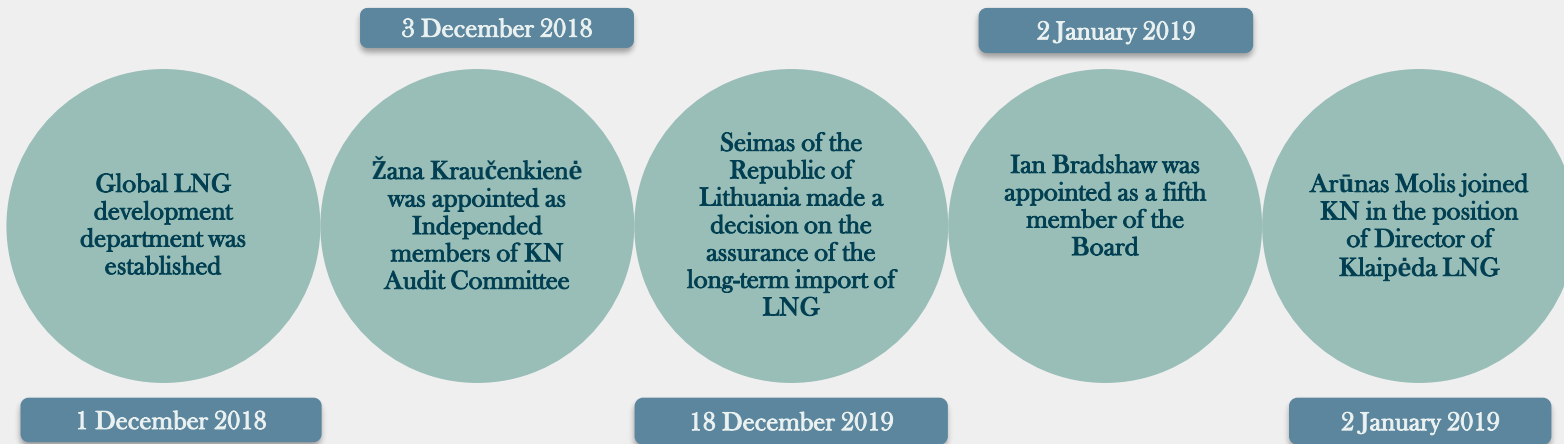 3 December 2018
2 January 2019
Global LNG
development
department was
established
Žana Kraučenkienė
was appointed as
Independed
members of KN
Audit Committee
Seimas of the
Republic of
Lithuania made a
decision on the
assurance of the
long-term import of
LNG
Ian Bradshaw was
appointed as a fifth
member of the
Board
Arūnas Molis joined
KN in the position
of Director of
Klaipėda LNG
1 December 2018
18 December 2019
2 January 2019